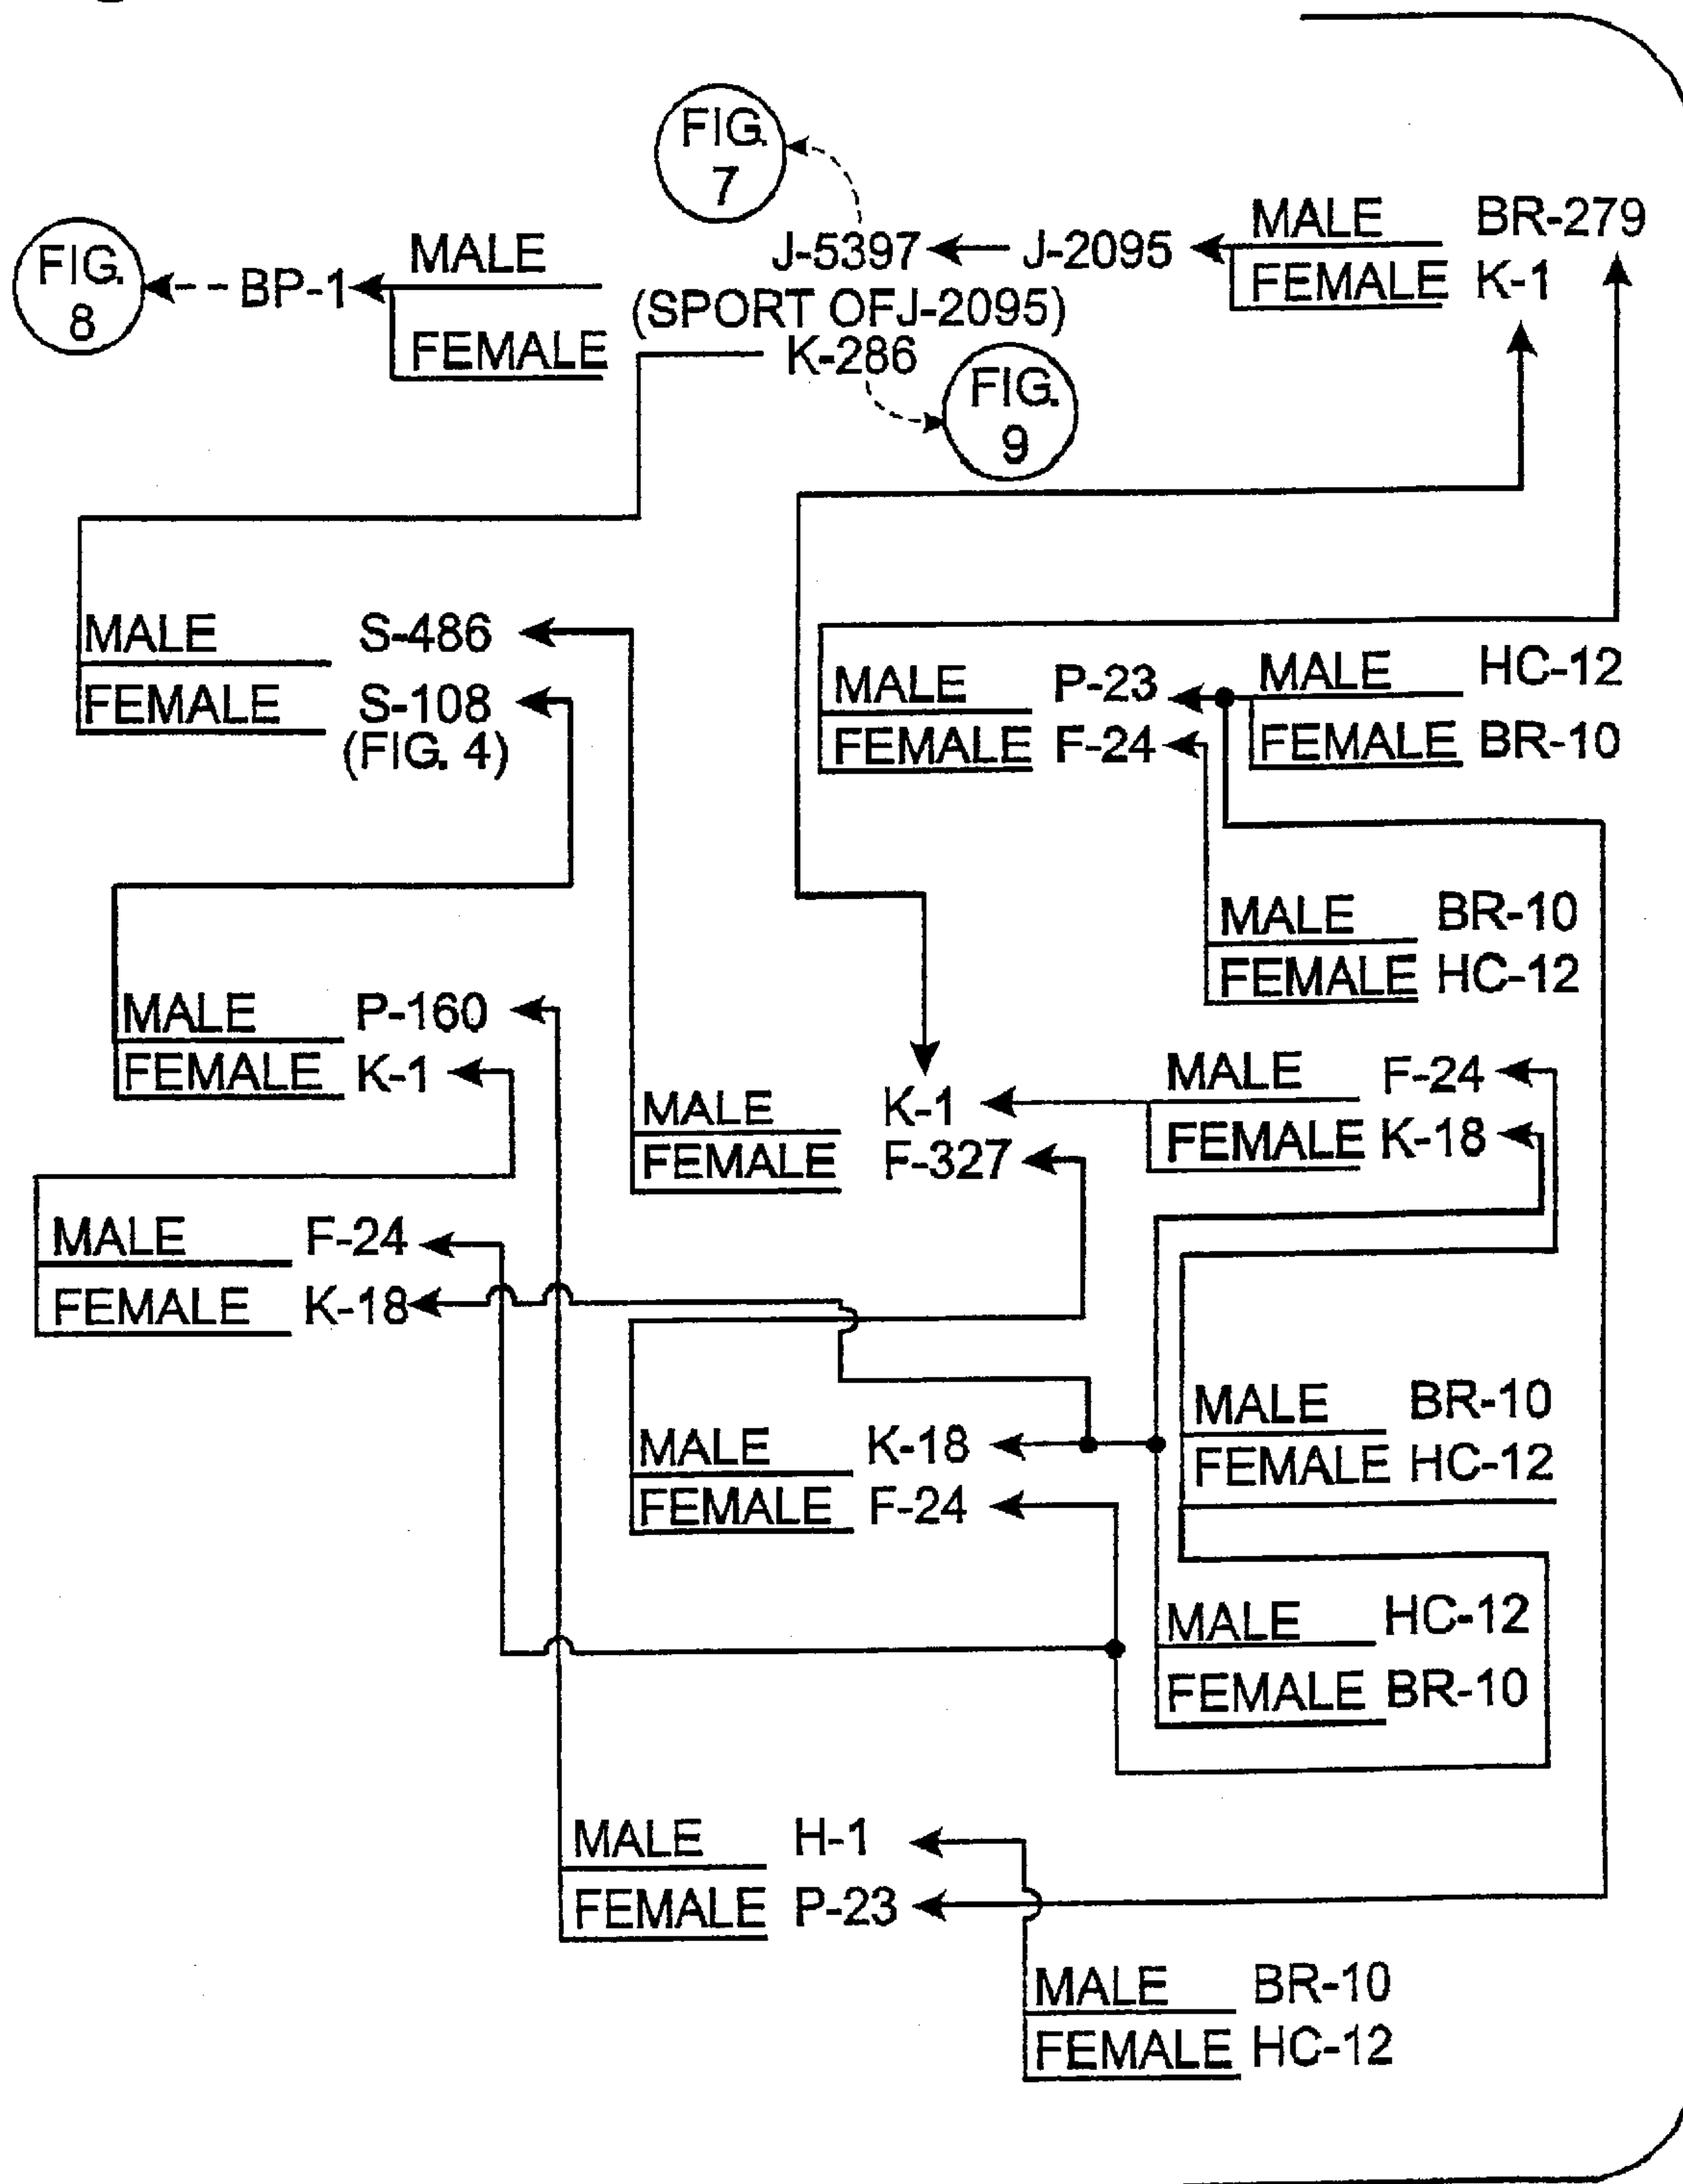 FIG.
7
FIG.
8
BP-1
MALE
FEMALE
J-5397
J-2095
(SPORT OFJ-2095)
K-286
FIG.
9
MALE BR-279
FEMALE K-1
MALE S-486
FEMALE S-108
(FIG. 4)
MALE P-23
FEMALE F-24
MALE HC-12
FEMALE BR-10
MALE BR-10
FEMALE HC-12
MALE P-160
FEMALE K-1
MALE K-1
FEMALE F-327
MALE F-24
FEMALE K-18
MALE F-24
FEMALE K-18
MALE K-18
FEMALE F-24
MALE BR-10
FEMALE HC-12
MALE HC-12
FEMALE BR-10
MALE H-1
FEMALE P-23
MALE BR-10
FEMALE HC-12